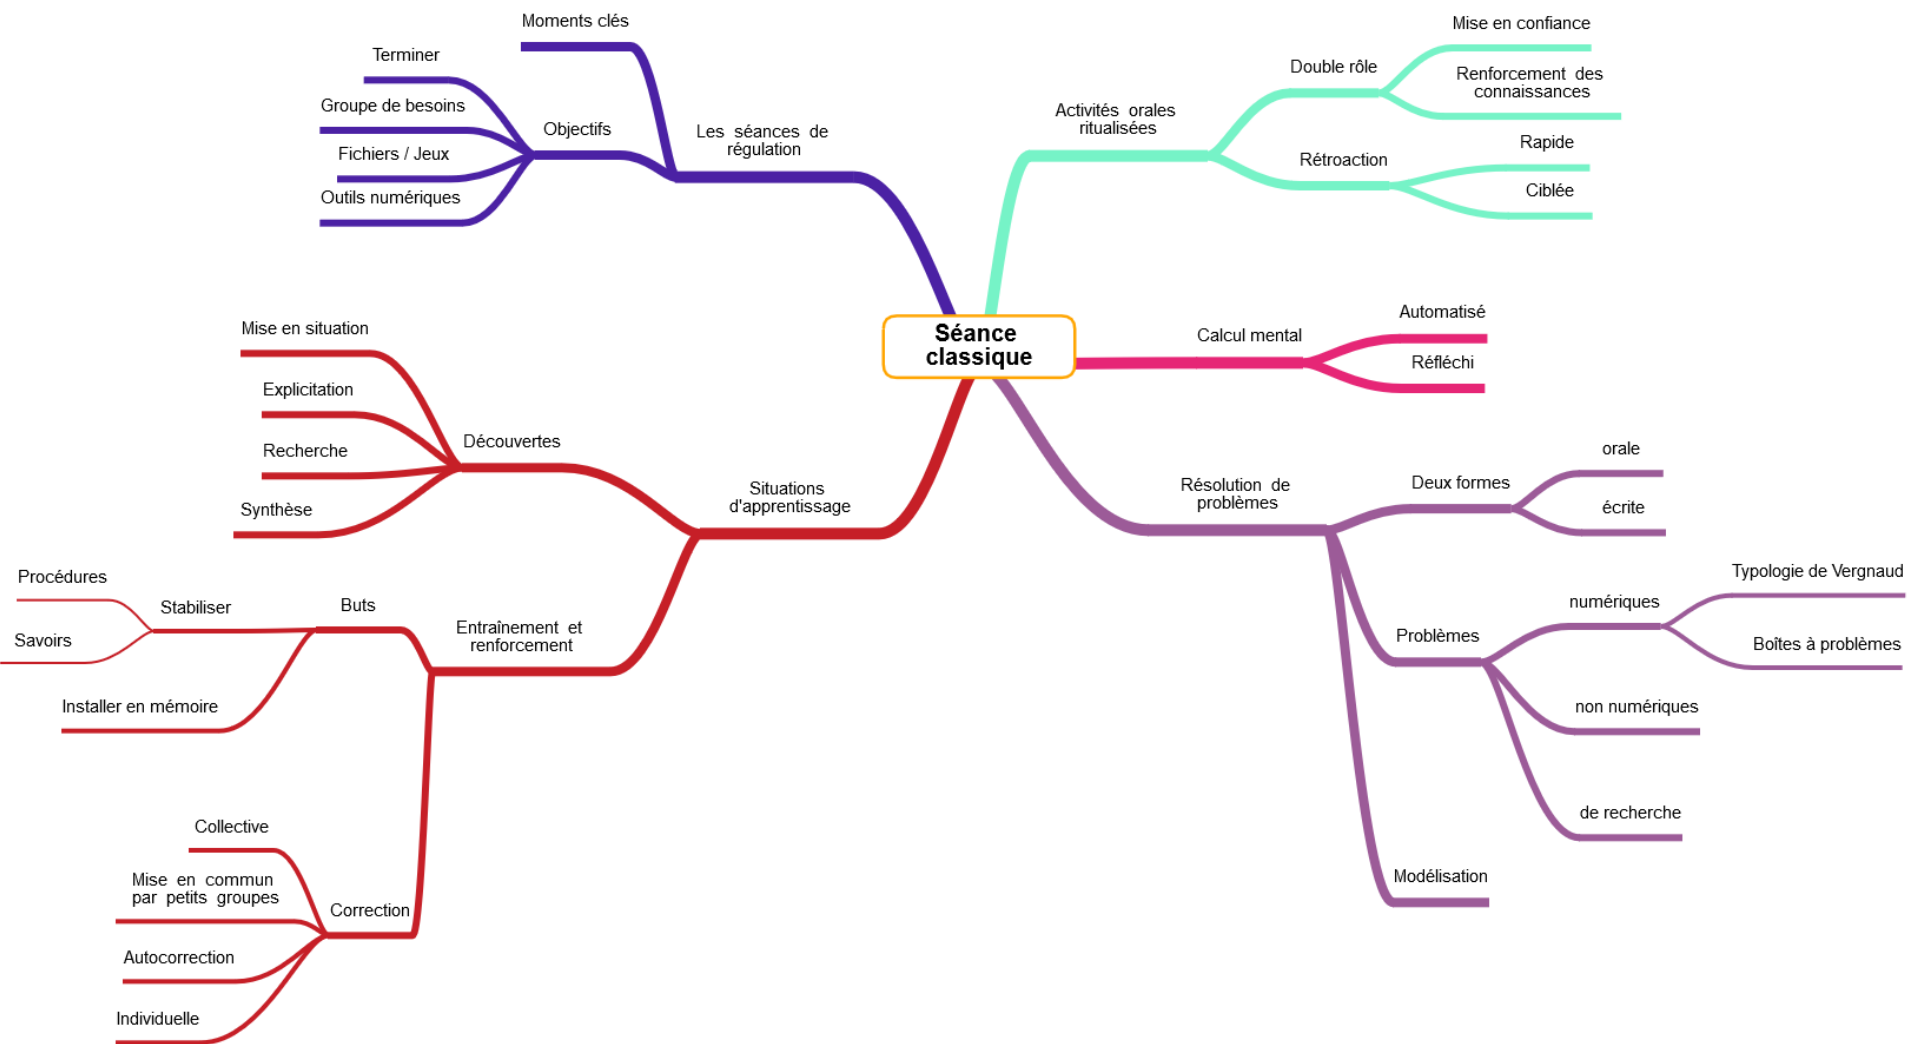 Séance
classique
Activités orales
ritualisées
Double rôle
Mise en confiance
Renforcement des
connaissances
Rétroaction
Rapide
Ciblée
Calcul mental
Automatisé
Réfléchi
Résolution de
problèmes
Deux formes
orale
écrite
Problèmes
numériques
Typologie de Vergnaud
Boîtes à problèmes
non numériques
de recherche
Modélisation
Situations
d'apprentissage
Découvertes
Mise en situation
Explicitation
Recherche
Synthèse
Entraînement et
renforcement
Buts
Stabiliser
Procédures
Savoirs
Installer en mémoire
Correction
Collective
Mise en commun
par petits groupes
Autocorrection
Individuelle
Les séances de
régulation
Moments clés
Objectifs
Terminer
Groupe de besoins
Fichiers / Jeux
Outils numériques